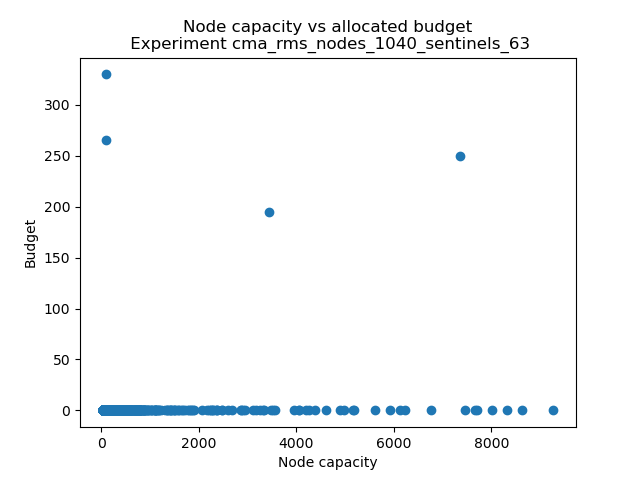 Node capacity vs allocated budget
Experiment cma_rms_nodes_1040_sentinels_63
Budget
300
250
200
150
100
50
0
0 2000 4000 6000 8000
Node capacity